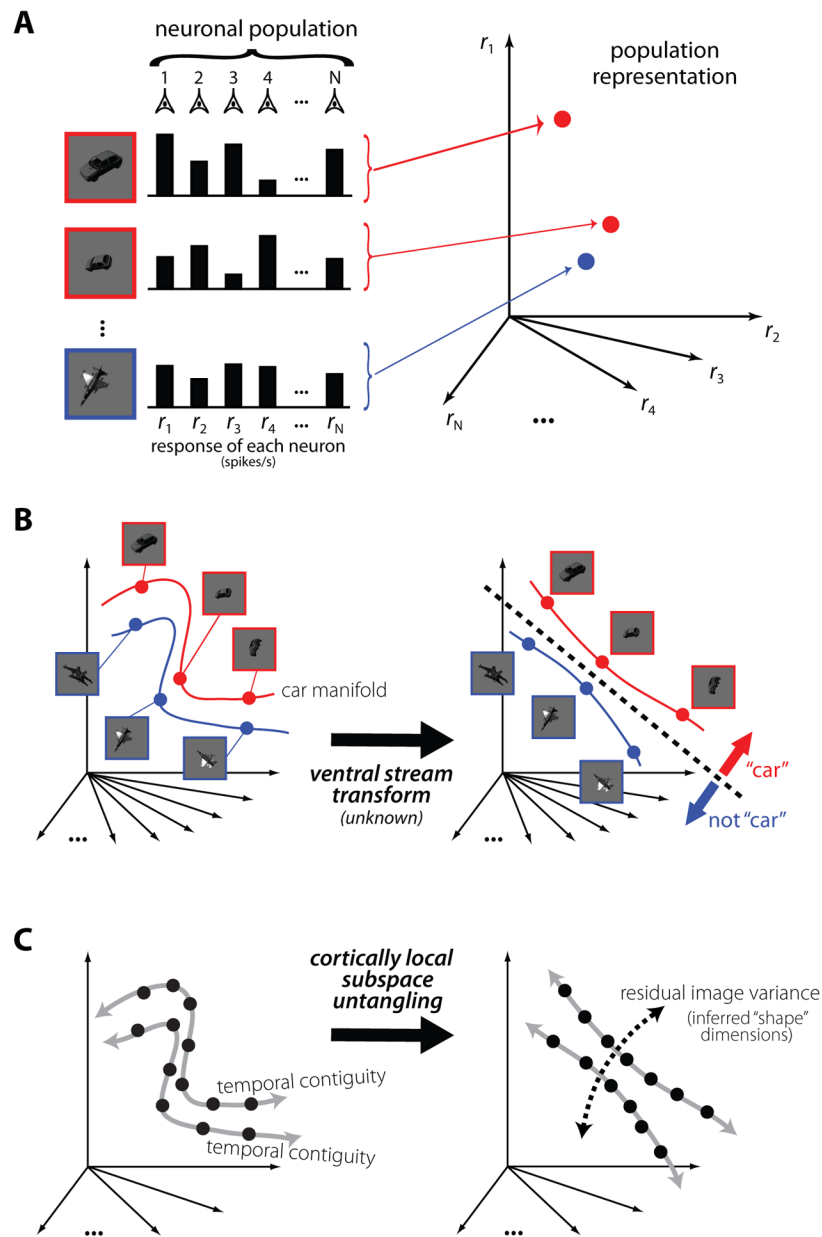 A
neuronal population
1 2 3 4 ... N
population
representation
r1
r2
r3
r4
rN
...
...
...
...
r1 r2 r3 r4 ... rN
response of each neuron
(spikes/s)
B
car manifold
ventral stream
transform
(unknown)
"car"
not "car"
...
...
C
cortically local
subspace
untangling
residual image variance
(inferred "shape"
dimensions)
temporal contiguity
temporal contiguity
...
...